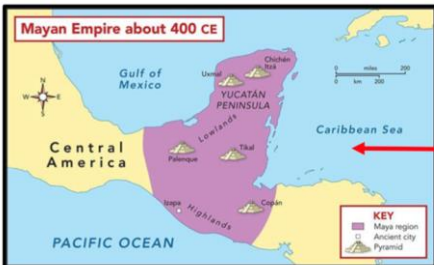 Mayan Empire about 400 CE
Gulf of
Mexico
Chichén
Itzá
Uxmal
YUCATÁN
PENINSULA
0 miles 200
0 km 200
N
W E
S
Lowlands
Caribbean Sea
Central
America
Palenque
Tikal
Izapa
Highlands
Copán
PACIFIC OCEAN
KEY
Maya region
Ancient city
Pyramid